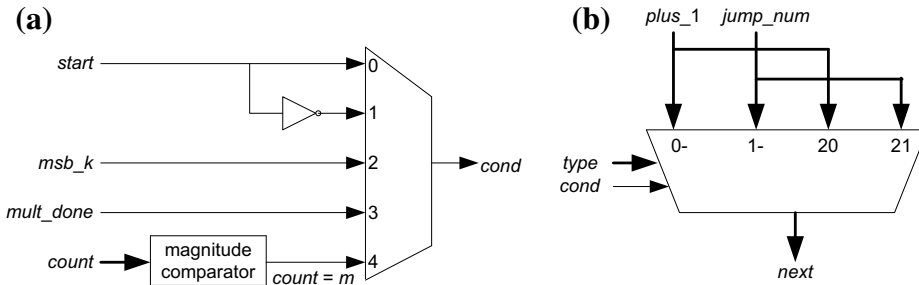 (a)
start
0
1
msb_k
2
cond
mult_done
3
count
magnitude
comparator
count = m
4
(b)
plus_1 jump_num
0- 1- 20 21
type
cond
next